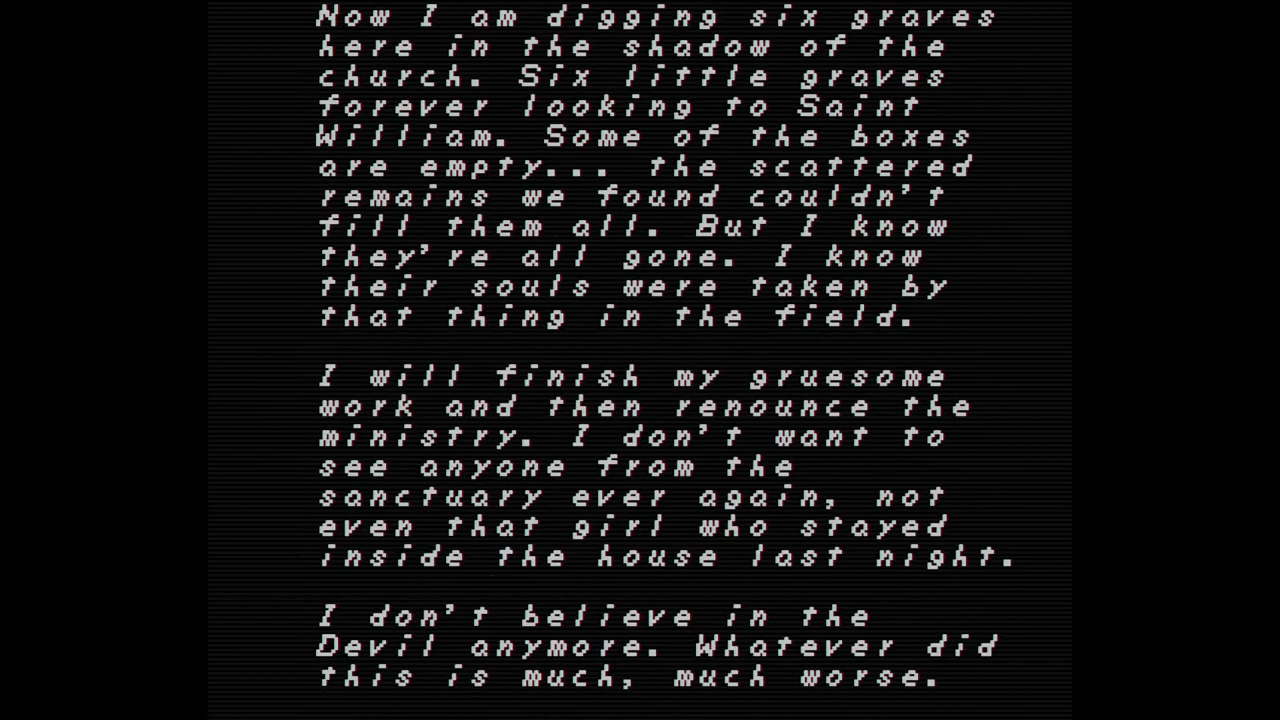 Now I am digging six graves
here in the shadow of the
church. Six little graves
forever looking to Saint
William. Some of the boxes
are empty... the scattered
remains we found couldn't
fill them all. But I know
they're all gone. I know
their souls were taken by
that thing in the field.
I will finish my gruesome
work and then renounce the
ministry. I don't want to
see anyone from the
sanctuary ever again, not
even that girl who stayed
inside the house last night.
I don't believe in the
Devil anymore. Whatever did
this is much, much worse.